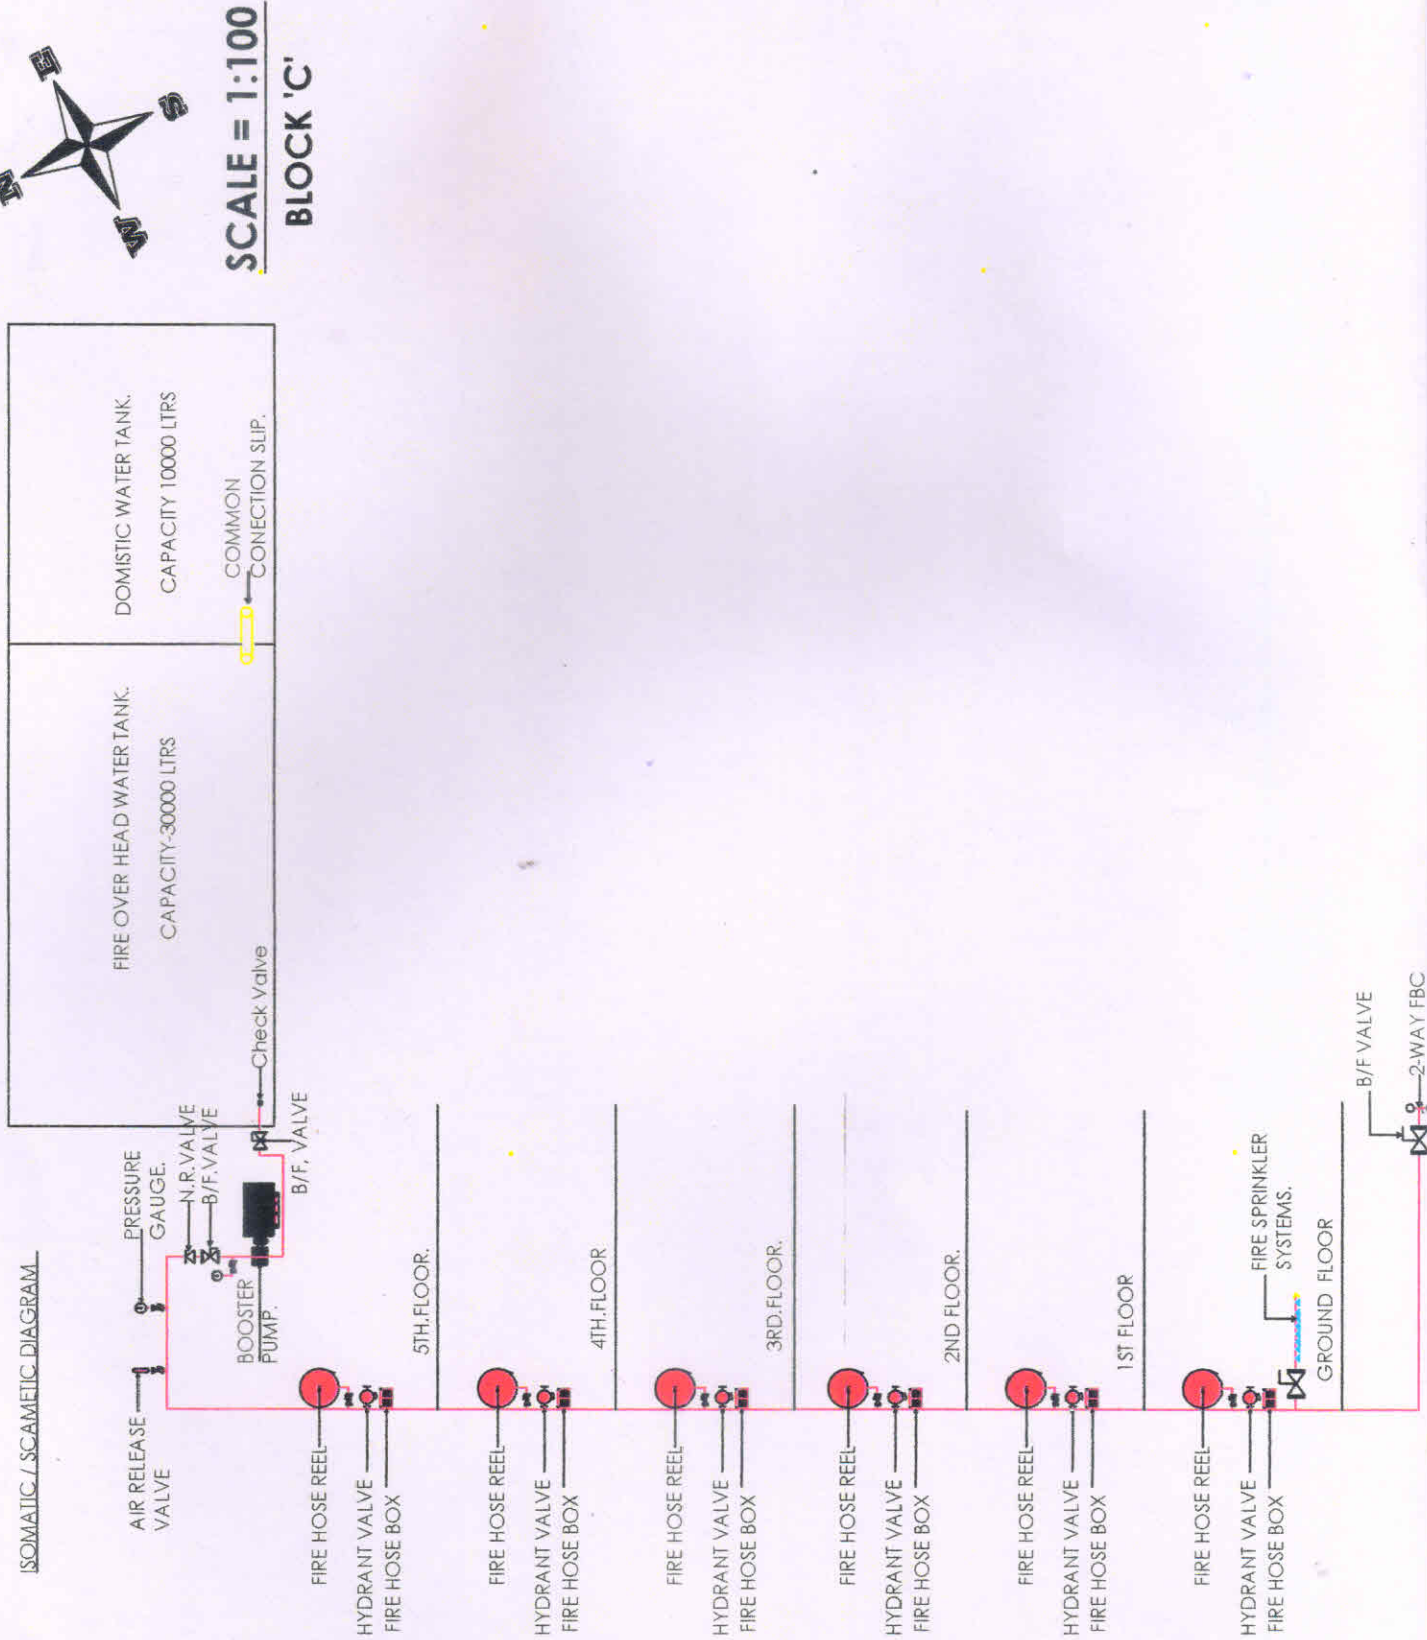 ISOMATIC / SCAMETIC DIAGRAM
N
E
S
W
SCALE = 1:100
BLOCK 'C'
FIRE OVER HEAD WATER TANK.
CAPACITY-30000 LTRS
DOMISTIC WATER TANK.
CAPACITY 10000 LTRS
COMMON
CONECTION SLIP.
Check Valve
AIR RELEASE
VALVE
PRESSURE
GAUGE.
N.R.VALVE
B/F.VALVE
BOOSTER
PUMP.
B/F, VALVE
FIRE HOSE REEL
HYDRANT VALVE
FIRE HOSE BOX
5TH.FLOOR.
FIRE HOSE REEL
HYDRANT VALVE
FIRE HOSE BOX
4TH.FLOOR
FIRE HOSE REEL
HYDRANT VALVE
FIRE HOSE BOX
3RD.FLOOR.
FIRE HOSE REEL
HYDRANT VALVE
FIRE HOSE BOX
2ND FLOOR.
FIRE HOSE REEL
HYDRANT VALVE
FIRE HOSE BOX
1ST FLOOR
FIRE HOSE REEL
HYDRANT VALVE
FIRE HOSE BOX
FIRE SPRINKLER
SYSTEMS.
GROUND FLOOR
B/F VALVE
2-WAY FBC